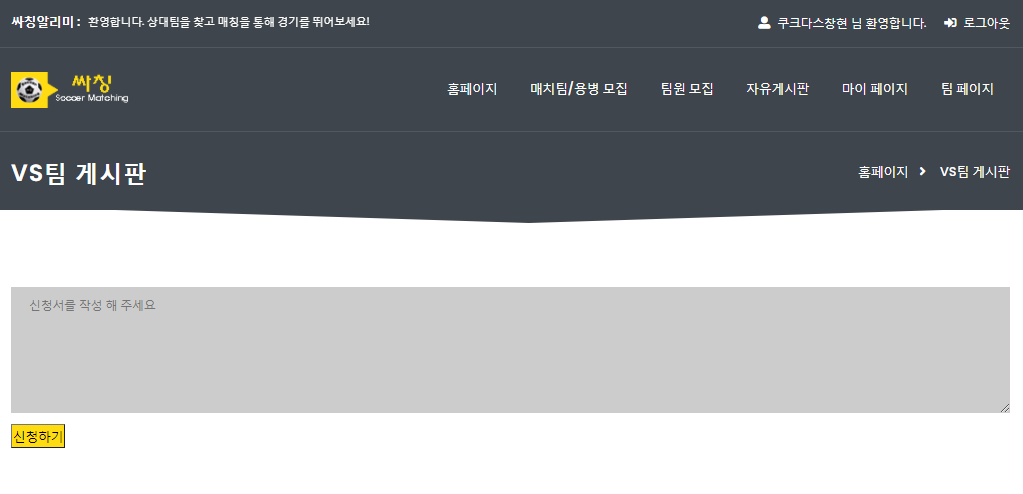 싸칭알리미 : 환영합니다. 상대팀을 찾고 매칭을 통해 경기를 뛰어보세요! 쿠크다스창현 님 환영합니다. 로그아웃
싸칭
Soccer Matching
홈페이지 매치팀/용병 모집 팀원 모집 자유게시판 마이 페이지 팀 페이지
VS팀 게시판 홈페이지 > VS팀 게시판
신청서를 작성 해 주세요
신청하기